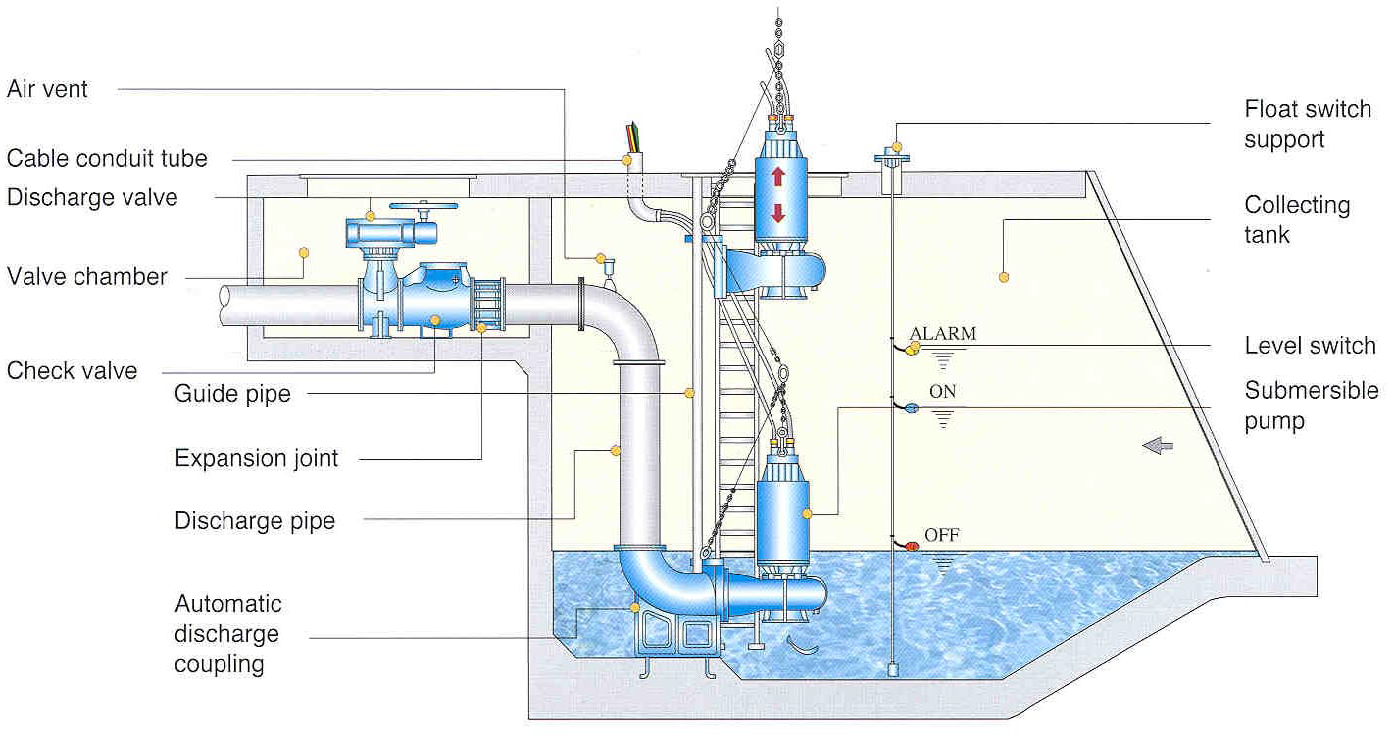 Air vent
Cable conduit tube
Discharge valve
Valve chamber
Check valve
Guide pipe
Expansion joint
Discharge pipe
Automatic
discharge
coupling
Float switch
support
Collecting
tank
ALARM
Level switch
ON
Submersible
pump
OFF